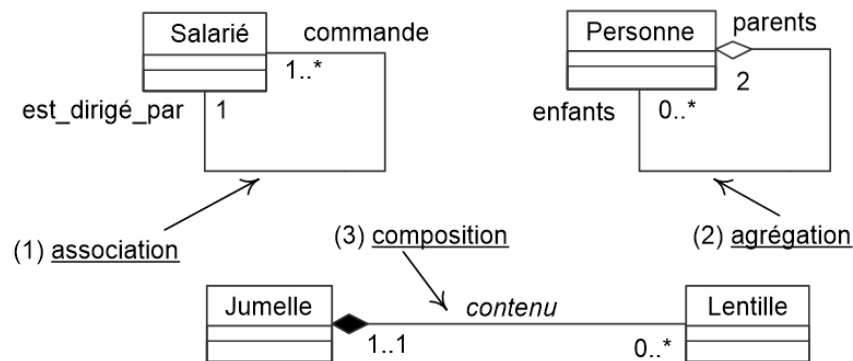 Salarié
commande
1..*
est_dirigé_par
1
Personne
parents
2
enfants
0..*
(1) association
(3) composition
(2) agrégation
Jumelle
contenu
Lentille
1..1
0..*